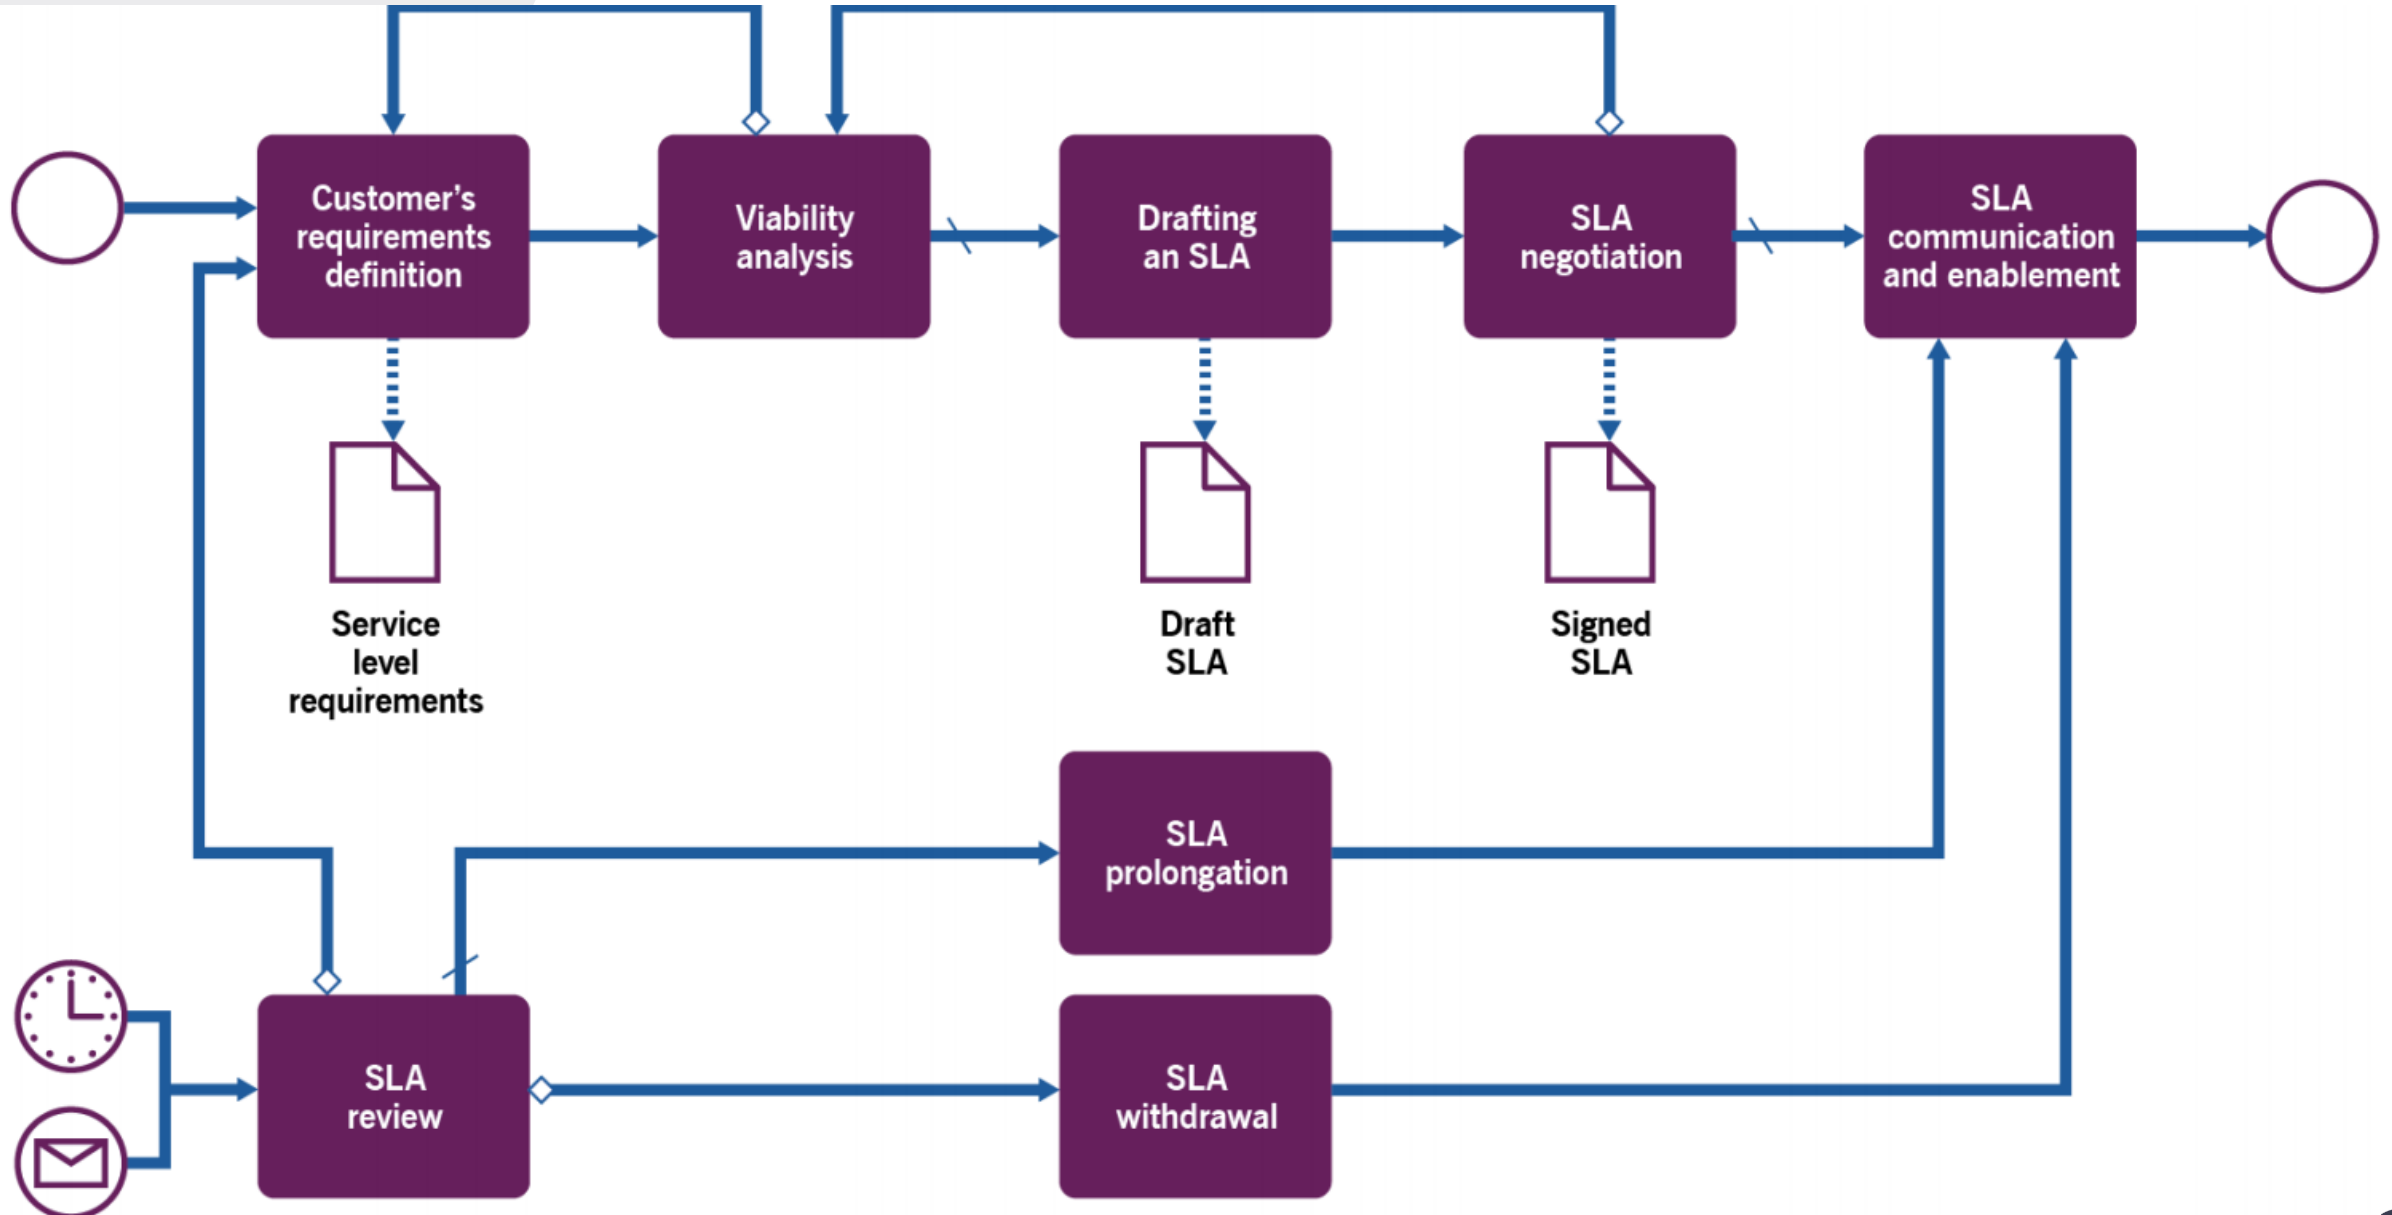 Customer's
requirements
definition
Viability
analysis
Drafting
an SLA
SLA
negotiation
SLA
communication
and enablement
Service
level
requirements
Draft
SLA
Signed
SLA
SLA
prolongation
SLA
review
SLA
withdrawal